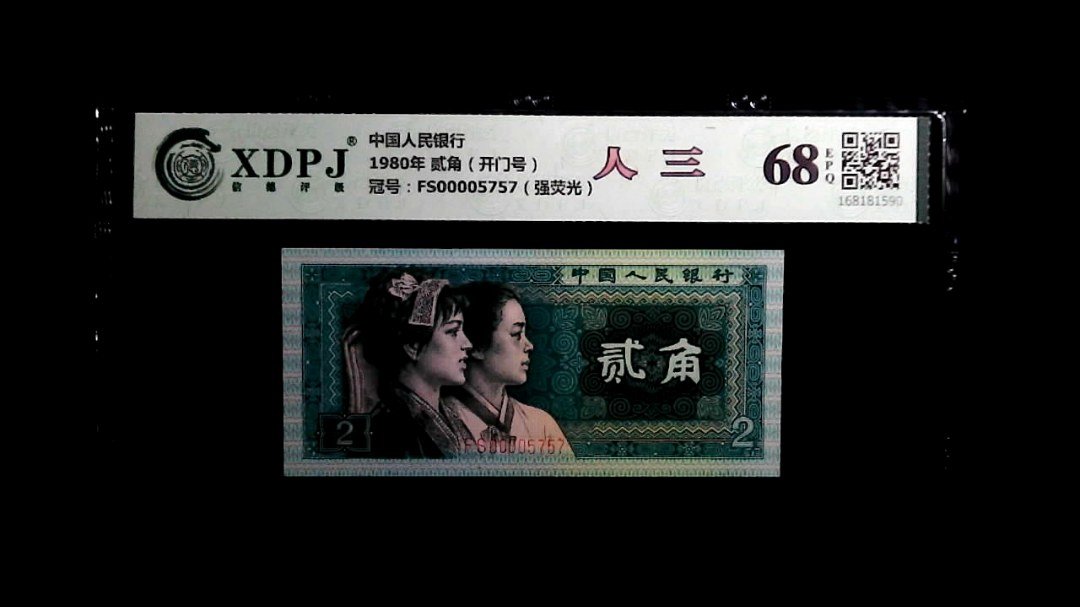 XDPJ®
信德评级
中国人民银行
1980年 贰角（开门号）
冠号：FS00005757（强荧光）
人三
68
EPQ
168181590
中国人民银行
贰角
2
2
FS00005757